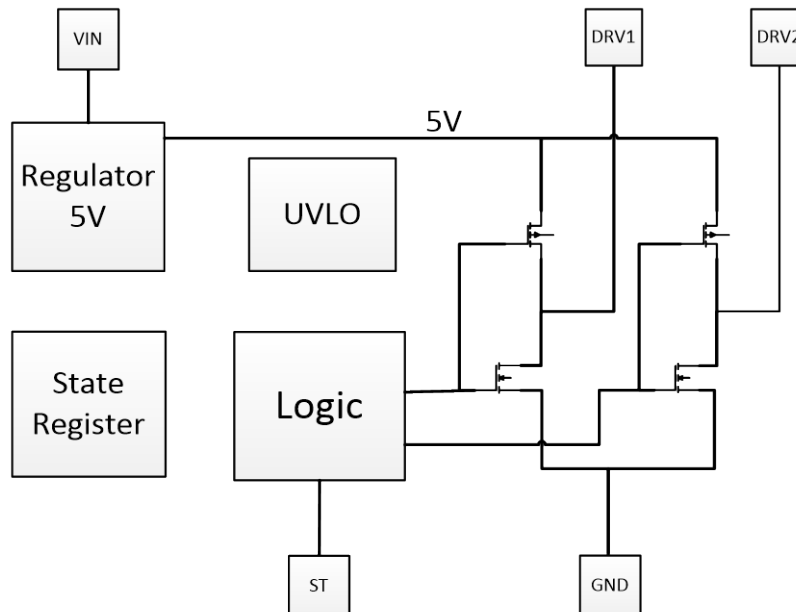 VIN
DRV1
DRV2
5V
Regulator
5V
UVLO
State
Register
Logic
ST
GND